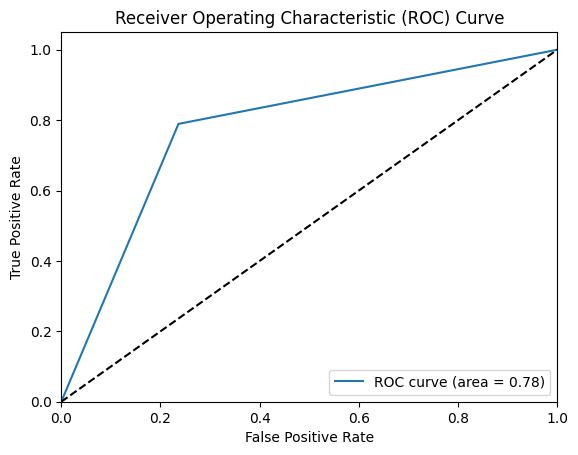 Receiver Operating Characteristic (ROC) Curve
1.0
0.8
0.6
0.4
0.2
0.0
True Positive Rate
ROC curve (area = 0.78)
0.0 0.2 0.4 0.6 0.8 1.0
False Positive Rate